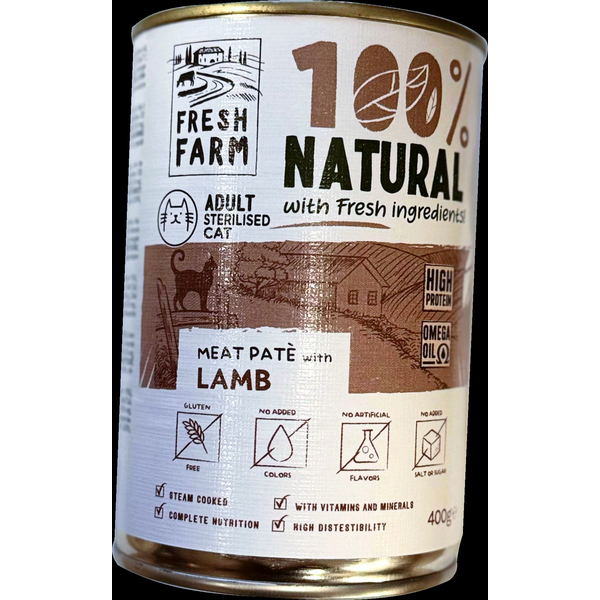 FRESH
FARM
100%
NATURAL
with Fresh ingredients!
ADULT
STERILISED
CAT
HIGH
PROTEIN
OMEGA
OIL
MEAT PATÈ with
LAMB
GLUTEN
FREE
NO ADDED
COLORS
NO ARTIFICIAL
FLAVORS
NO ADDED
SALT OR SUGAR
STEAM COOKED
COMPLETE NUTRITION
WITH VITAMINS AND MINERALS
HIGH DISTESTIBILITY
400g℮